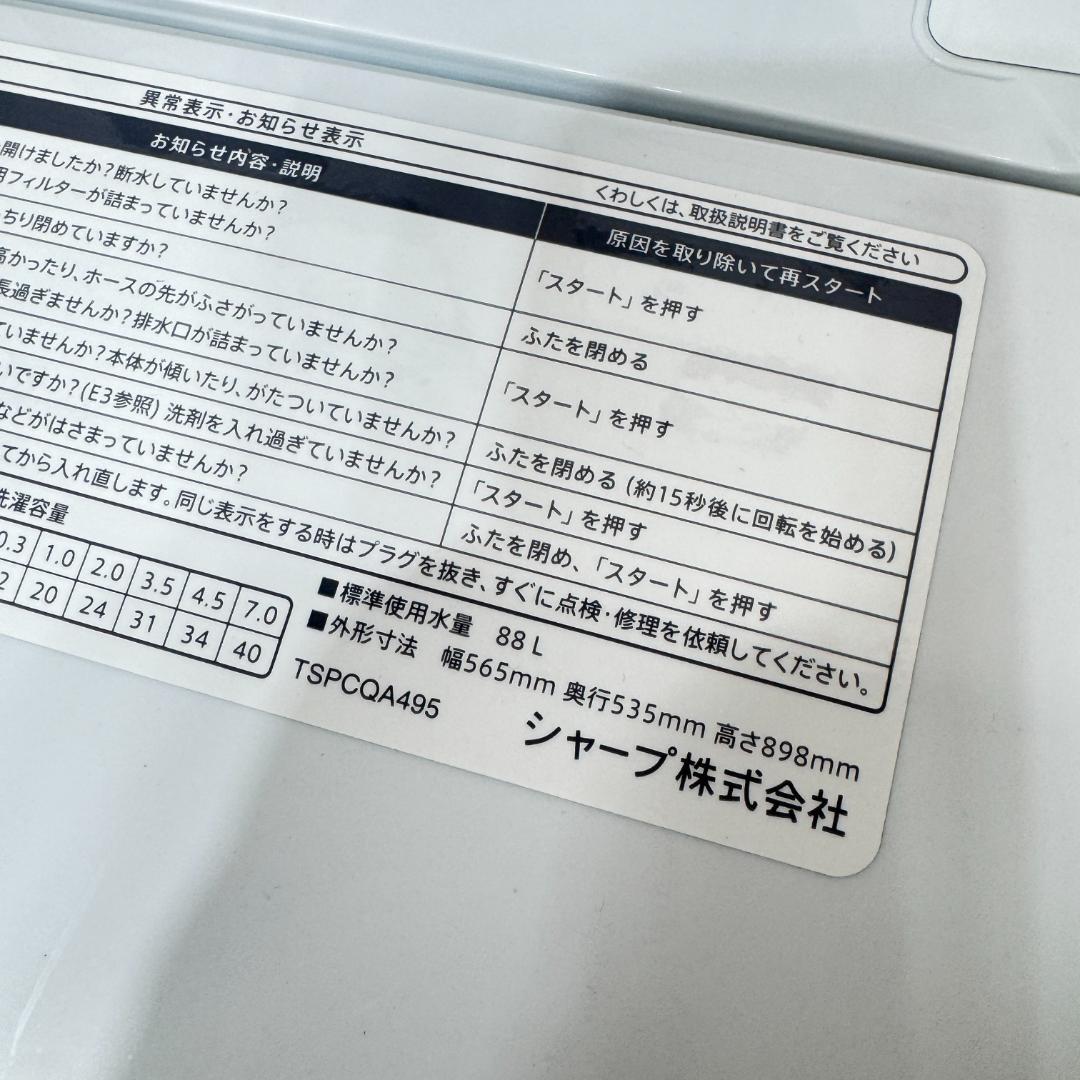 異常表示・お知らせ表示
くわしくは、取扱説明書をご覧ください
お知らせ内容・説明
原因を取り除いて再スタート
開けましたか?断水していませんか?
用フィルターが詰まっていませんか?
「スタート」を押す
ちり閉めていますか?
ふたを閉める
高かったり、ホースの先がふさがっていませんか?
長過ぎませんか?排水口が詰まっていませんか?
「スタート」を押す
ていませんか?本体が傾いたり、がたついていませんか?
ふたを閉める(約15秒後に回転を始める)
いですか?(E3参照)洗剤を入れ過ぎていませんか?
「スタート」を押す
などがはさまっていませんか?
ふたを閉め、「スタート」を押す
てから入れ直します。同じ表示をする時はプラグを抜き、すぐに点検・修理を依頼してください。
洗濯容量
0.3 1.0 2.0 3.5 4.5 7.0
2 20 24 31 34 40
■標準使用水量 88L
■外形寸法 幅565mm 奥行535mm 高さ898mm
TSPCQA495
シャープ株式会社